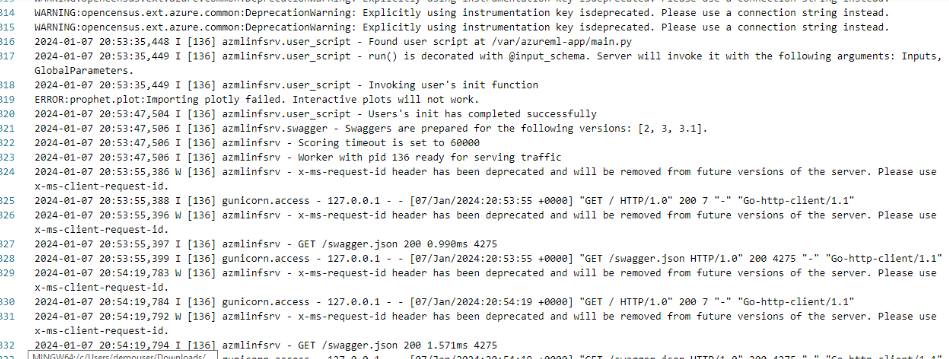 WARNING:opencensus.ext.azure.common:DeprecationWarning: Explicitly using instrumentation key isdeprecated. Please use a connection string instead.
314 WARNING:opencensus.ext.azure.common:DeprecationWarning: Explicitly using instrumentation key isdeprecated. Please use a connection string instead.
315 WARNING:opencensus.ext.azure.common:DeprecationWarning: Explicitly using instrumentation key isdeprecated. Please use a connection string instead.
316 2024-01-07 20:53:35,448 I [136] azmlinfsrv.user_script - Found user script at /var/azureml-app/main.py
317 2024-01-07 20:53:35,449 I [136] azmlinfsrv.user_script - run() is decorated with @input_schema. Server will invoke it with the following arguments: Inputs,
GlobalParameters.
318 2024-01-07 20:53:35,449 I [136] azmlinfsrv.user_script - Invoking user's init function
319 ERROR:prophet.plot:Importing plotly failed. Interactive plots will not work.
320 2024-01-07 20:53:47,504 I [136] azmlinfsrv.user_script - Users's init has completed successfully
321 2024-01-07 20:53:47,506 I [136] azmlinfsrv.swagger - Swaggers are prepared for the following versions: [2, 3, 3.1].
322 2024-01-07 20:53:47,506 I [136] azmlinfsrv - Scoring timeout is set to 60000
323 2024-01-07 20:53:47,506 I [136] azmlinfsrv - Worker with pid 136 ready for serving traffic
324 2024-01-07 20:53:55,386 W [136] azmlinfsrv - x-ms-request-id header has been deprecated and will be removed from future versions of the server. Please use
x-ms-client-request-id.
325 2024-01-07 20:53:55,388 I [136] gunicorn.access - 127.0.0.1 - - [07/Jan/2024:20:53:55 +0000] "GET / HTTP/1.0" 200 7 "-" "Go-http-client/1.1"
326 2024-01-07 20:53:55,396 W [136] azmlinfsrv - x-ms-request-id header has been deprecated and will be removed from future versions of the server. Please use
x-ms-client-request-id.
327 2024-01-07 20:53:55,397 I [136] azmlinfsrv - GET /swagger.json 200 0.990ms 4275
328 2024-01-07 20:53:55,399 I [136] gunicorn.access - 127.0.0.1 - - [07/Jan/2024:20:53:55 +0000] "GET /swagger.json HTTP/1.0" 200 4275 "-" "Go-http-client/1.1"
329 2024-01-07 20:54:19,783 W [136] azmlinfsrv - x-ms-request-id header has been deprecated and will be removed from future versions of the server. Please use
x-ms-client-request-id.
330 2024-01-07 20:54:19,784 I [136] gunicorn.access - 127.0.0.1 - - [07/Jan/2024:20:54:19 +0000] "GET / HTTP/1.0" 200 7 "-" "Go-http-client/1.1"
331 2024-01-07 20:54:19,792 W [136] azmlinfsrv - x-ms-request-id header has been deprecated and will be removed from future versions of the server. Please use
x-ms-client-request-id.
332 2024-01-07 20:54:19,794 I [136] azmlinfsrv - GET /swagger.json 200 1.571ms 4275
MINGW64:/c/Users/demouser/Downloads/